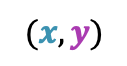 (x, y)